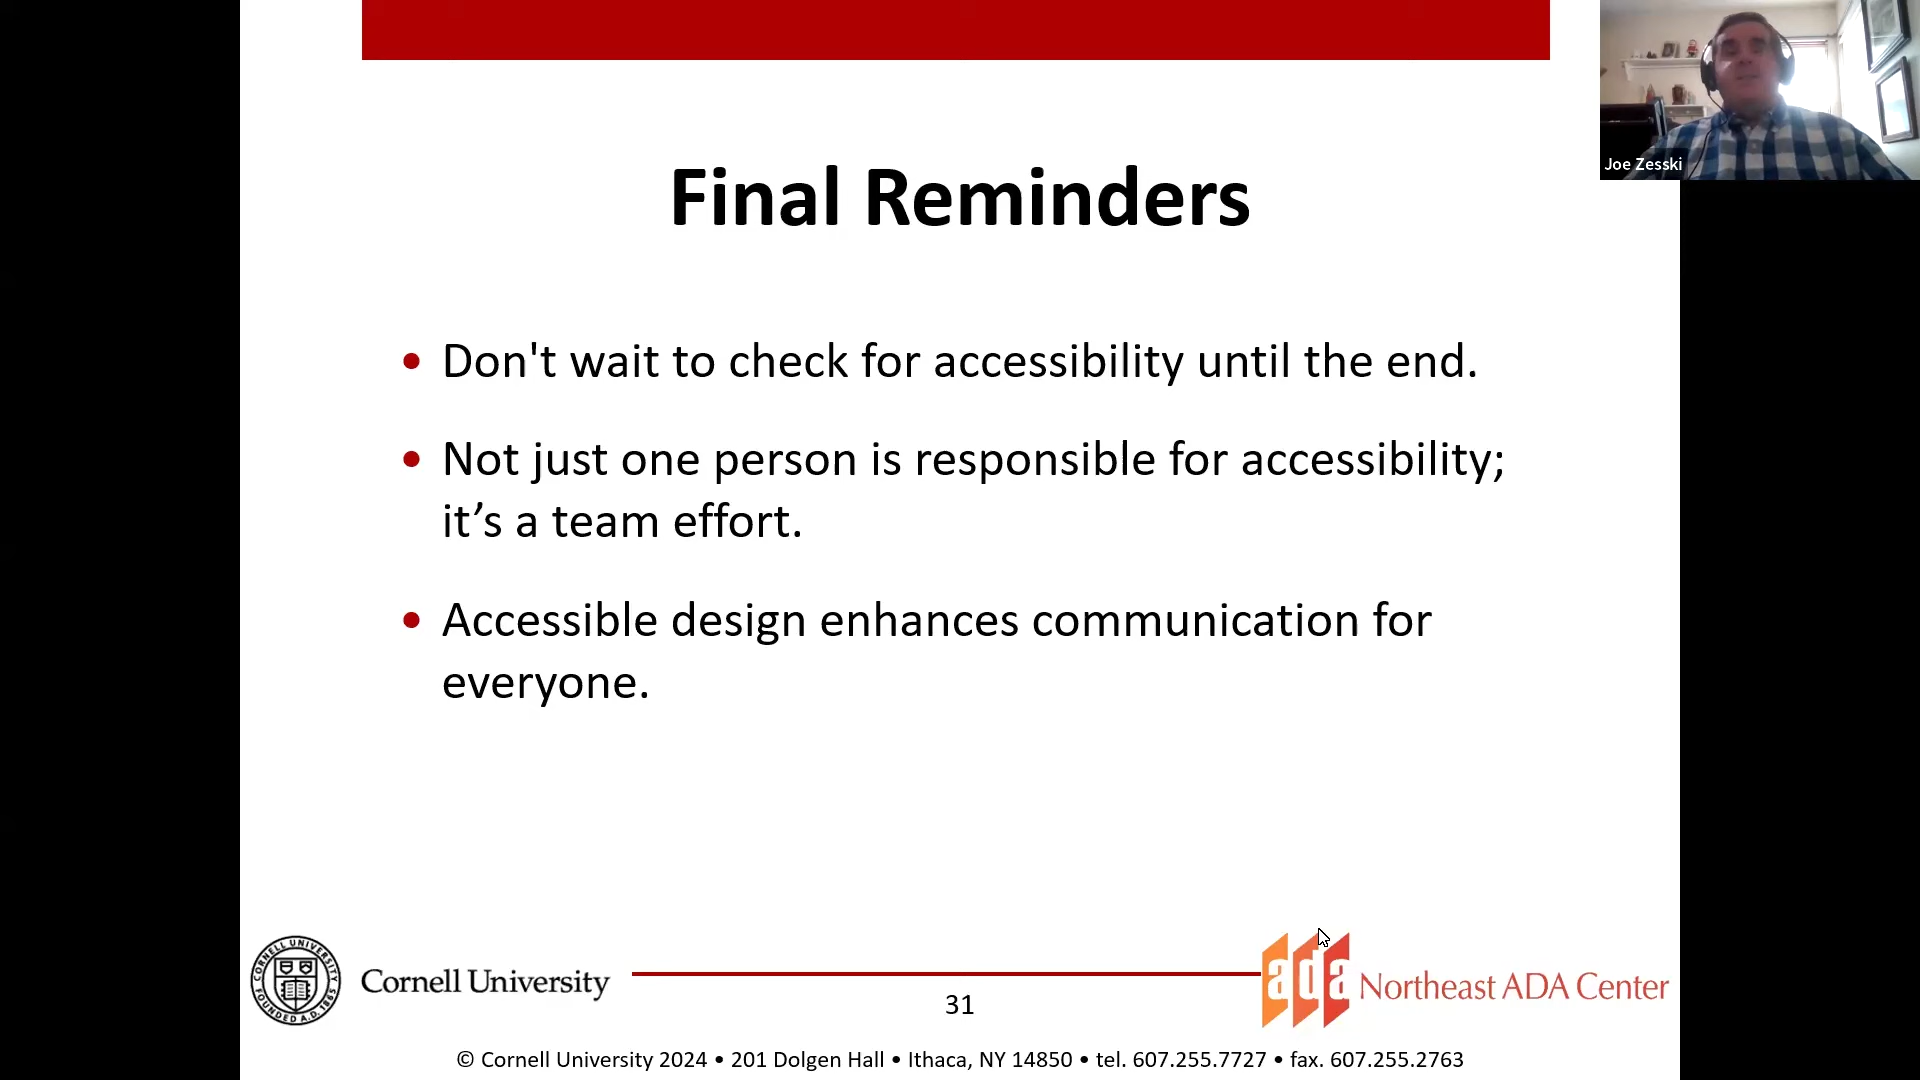 Joe Zesski
Final Reminders
• Don't wait to check for accessibility until the end.
• Not just one person is responsible for accessibility;
it’s a team effort.
• Accessible design enhances communication for
everyone.
CORNELL UNIVERSITY
FOUNDED A.D. 1865
Cornell University
ada
Northeast ADA Center
31
© Cornell University 2024 • 201 Dolgen Hall • Ithaca, NY 14850 • tel. 607.255.7727 • fax. 607.255.2763